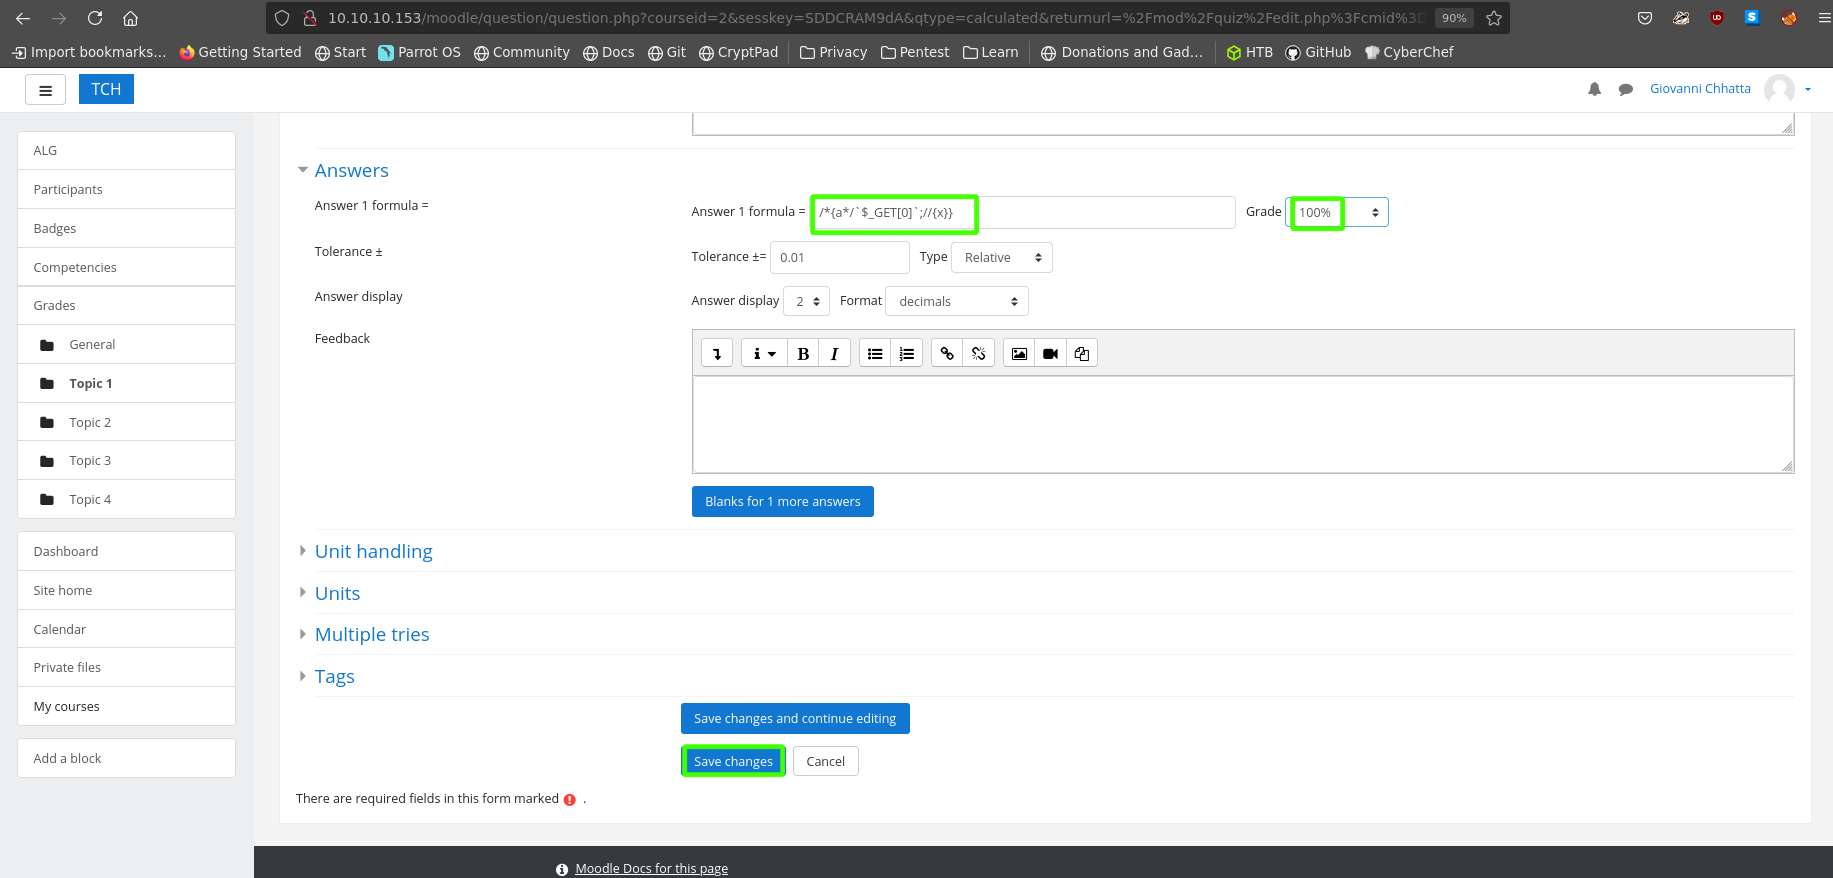 10.10.10.153/moodle/question/question.php?courseid=2&sesskey=SDDCRAM9dA&qtype=calculated&returnurl=%2Fmod%2Fquiz%2Fedit.php%3Fcmid%3D 90%
Import bookmarks... Getting Started Start Parrot OS Community Docs Git CryptPad Privacy Pentest Learn Donations and Gad... HTB GitHub CyberChef
TCH Giovanni Chhatta
ALG
Participants
Badges
Competencies
Grades
General
Topic 1
Topic 2
Topic 3
Topic 4
Dashboard
Site home
Calendar
Private files
My courses
Add a block
Answers
Answer 1 formula = Answer 1 formula = /*{a*/`$_GET[0]`;//{x}} Grade 100%
Tolerance ± Tolerance ±= 0.01 Type Relative
Answer display Answer display 2 Format decimals
Feedback
B I
Blanks for 1 more answers
Unit handling
Units
Multiple tries
Tags
Save changes and continue editing
Save changes Cancel
There are required fields in this form marked .
Moodle Docs for this page